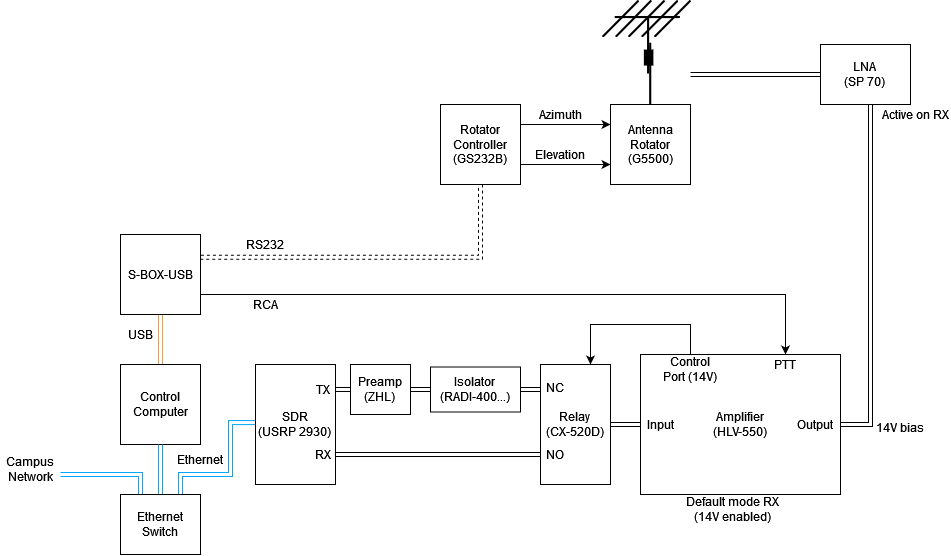 LNA
(SP 70)
Active on RX
Rotator
Controller
(GS232B)
Azimuth
Elevation
Antenna
Rotator
(G5500)
RS232
S-BOX-USB
RCA
USB
Control
Computer
Control
Port (14V)
PTT
TX
Preamp
(ZHL)
Isolator
(RADI-400...)
NC
SDR
(USRP 2930)
Relay
(CX-520D)
Input
Amplifier
(HLV-550)
Output
14V bias
RX
NO
Ethernet
Campus
Network
Default mode RX
(14V enabled)
Ethernet
Switch